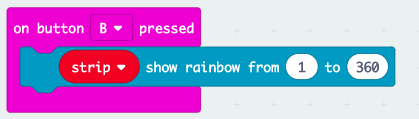 on button B pressed
strip show rainbow from 1 to 360